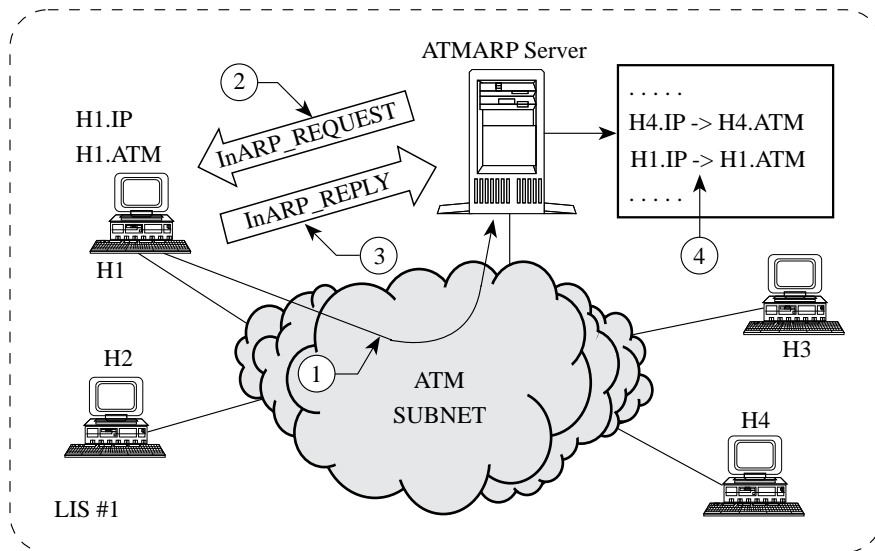 ATMARP Server
2
H1.IP
H1.ATM
InARP_REQUEST
InARP_REPLY
. . . . .
H4.IP -> H4.ATM
H1.IP -> H1.ATM
. . . . .
3
4
H1
H2
1
ATM
SUBNET
H3
H4
LIS #1